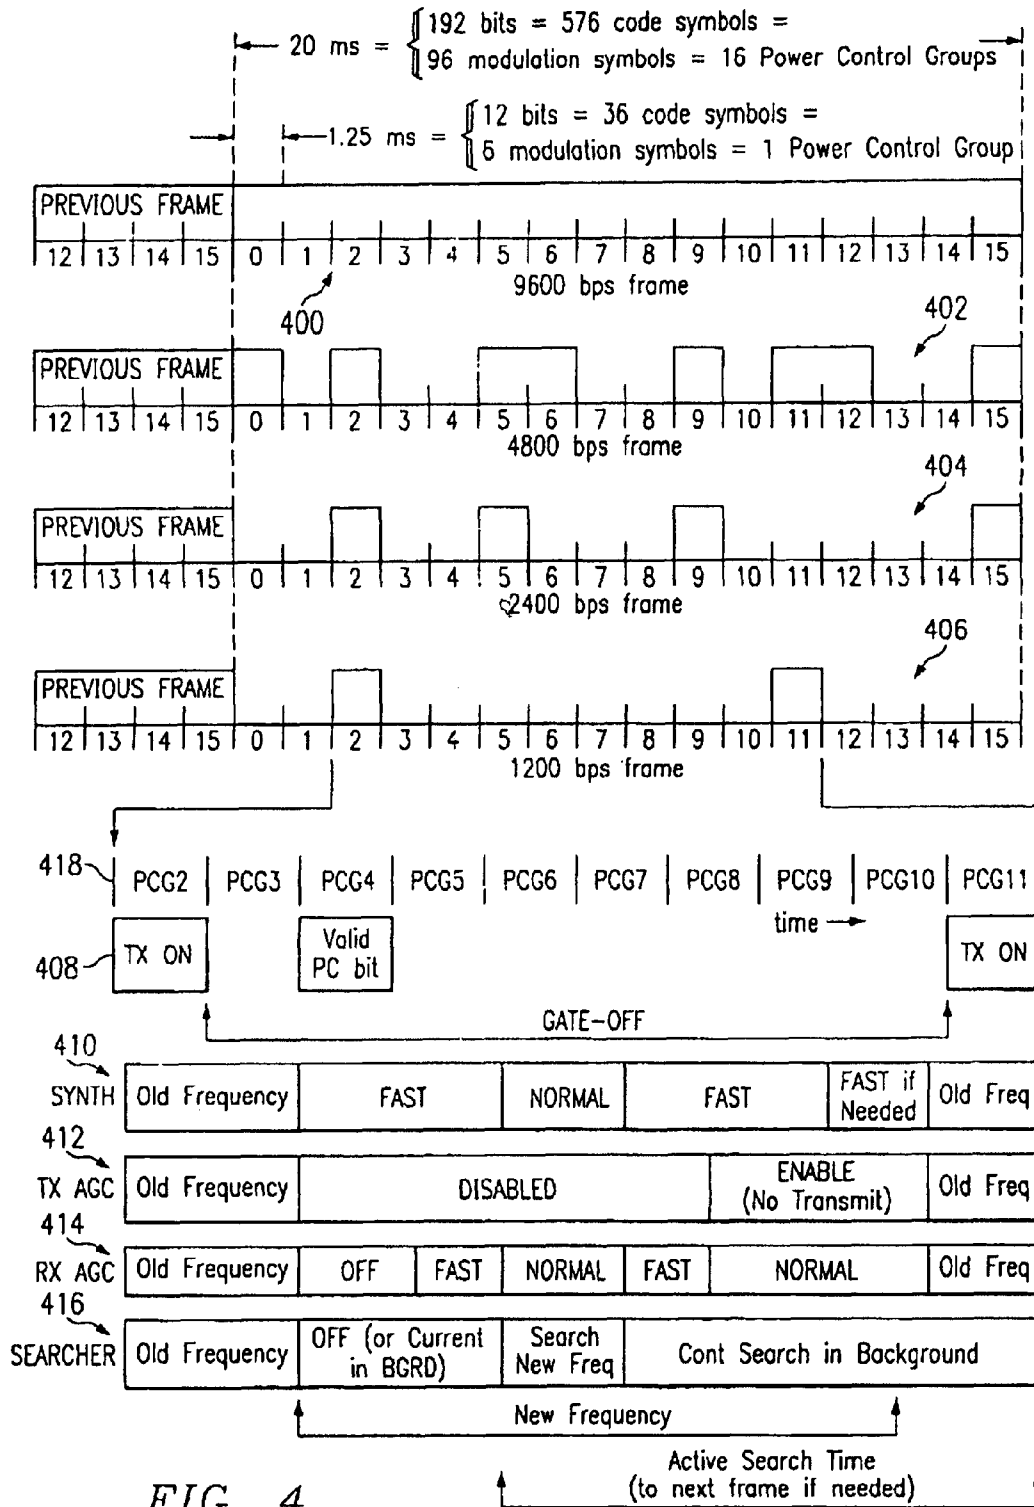 20 ms = { 192 bits = 576 code symbols =
96 modulation symbols = 16 Power Control Groups
1.25 ms = { 12 bits = 36 code symbols =
6 modulation symbols = 1 Power Control Group
PREVIOUS FRAME
12 13 14 15 0 1 2 3 4 5 6 7 8 9 10 11 12 13 14 15
9600 bps frame
400
402
PREVIOUS FRAME
12 13 14 15 0 1 2 3 4 5 6 7 8 9 10 11 12 13 14 15
4800 bps frame
404
PREVIOUS FRAME
12 13 14 15 0 1 2 3 4 5 6 7 8 9 10 11 12 13 14 15
2400 bps frame
406
PREVIOUS FRAME
12 13 14 15 0 1 2 3 4 5 6 7 8 9 10 11 12 13 14 15
1200 bps frame
418 PCG2 PCG3 PCG4 PCG5 PCG6 PCG7 PCG8 PCG9 PCG10 PCG11
time
408 TX ON Valid PC bit TX ON
GATE-OFF
410
SYNTH Old Frequency FAST NORMAL FAST FAST if Needed Old Freq
412
TX AGC Old Frequency DISABLED ENABLE (No Transmit) Old Freq
414
RX AGC Old Frequency OFF FAST NORMAL FAST NORMAL Old Freq
416
SEARCHER Old Frequency OFF (or Current in BGRD) Search New Freq Cont Search in Background
New Frequency
Active Search Time
(to next frame if needed)
FIG. 4